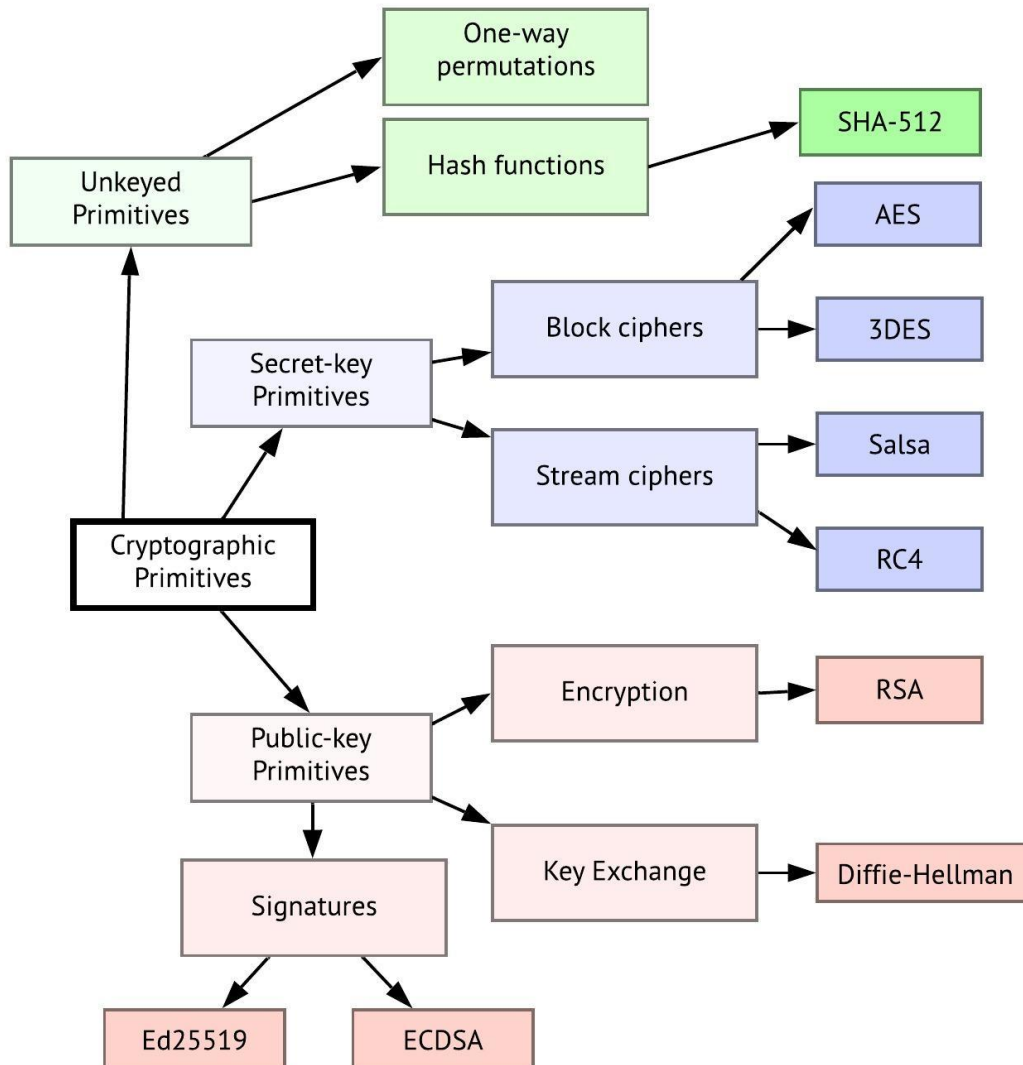 One-way
permutations
SHA-512
Hash functions
Unkeyed
Primitives
AES
Block ciphers
3DES
Secret-key
Primitives
Salsa
Stream ciphers
RC4
Cryptographic
Primitives
Encryption
RSA
Public-key
Primitives
Key Exchange
Diffie-Hellman
Signatures
Ed25519
ECDSA